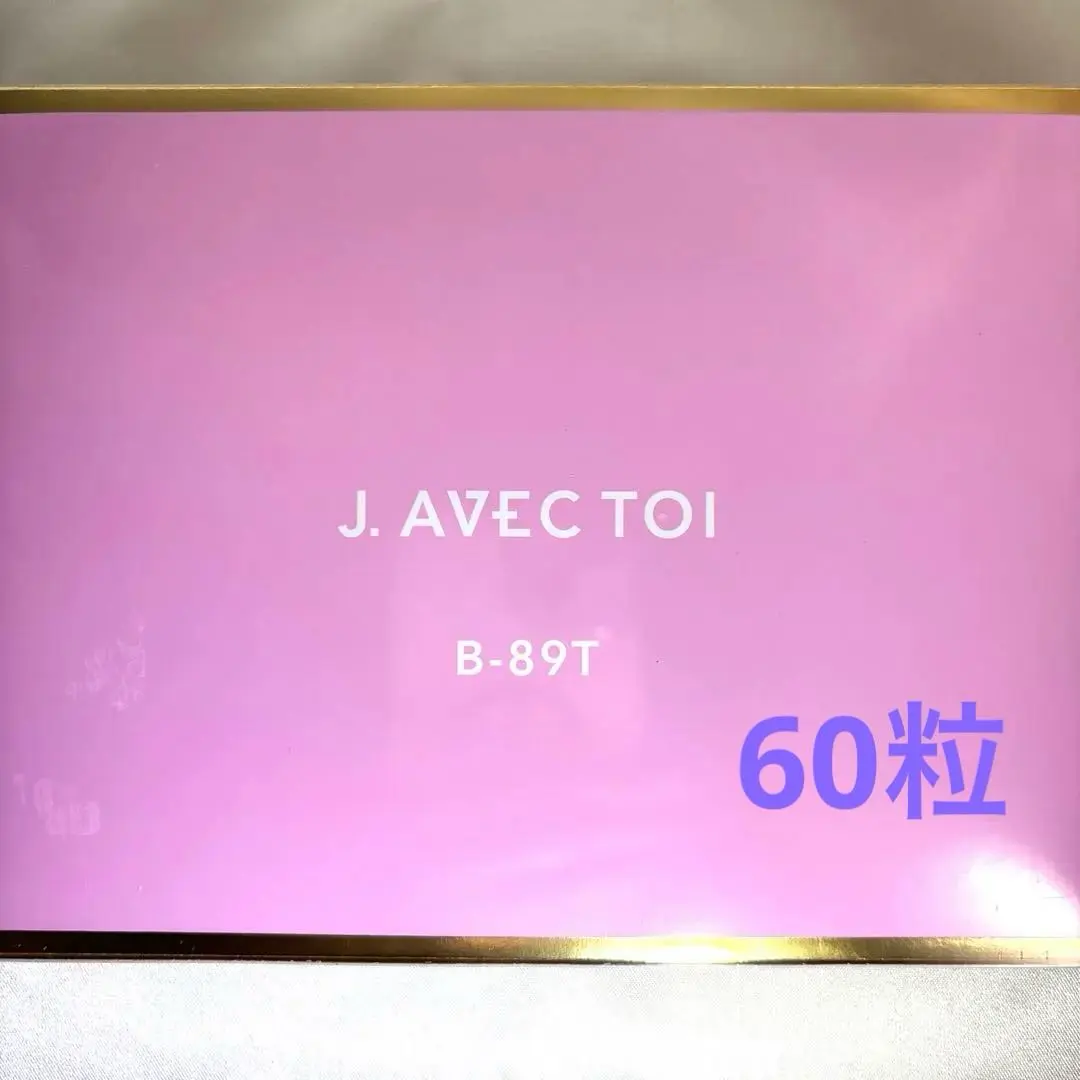 J. AVEC TOI
B-89T
60粒